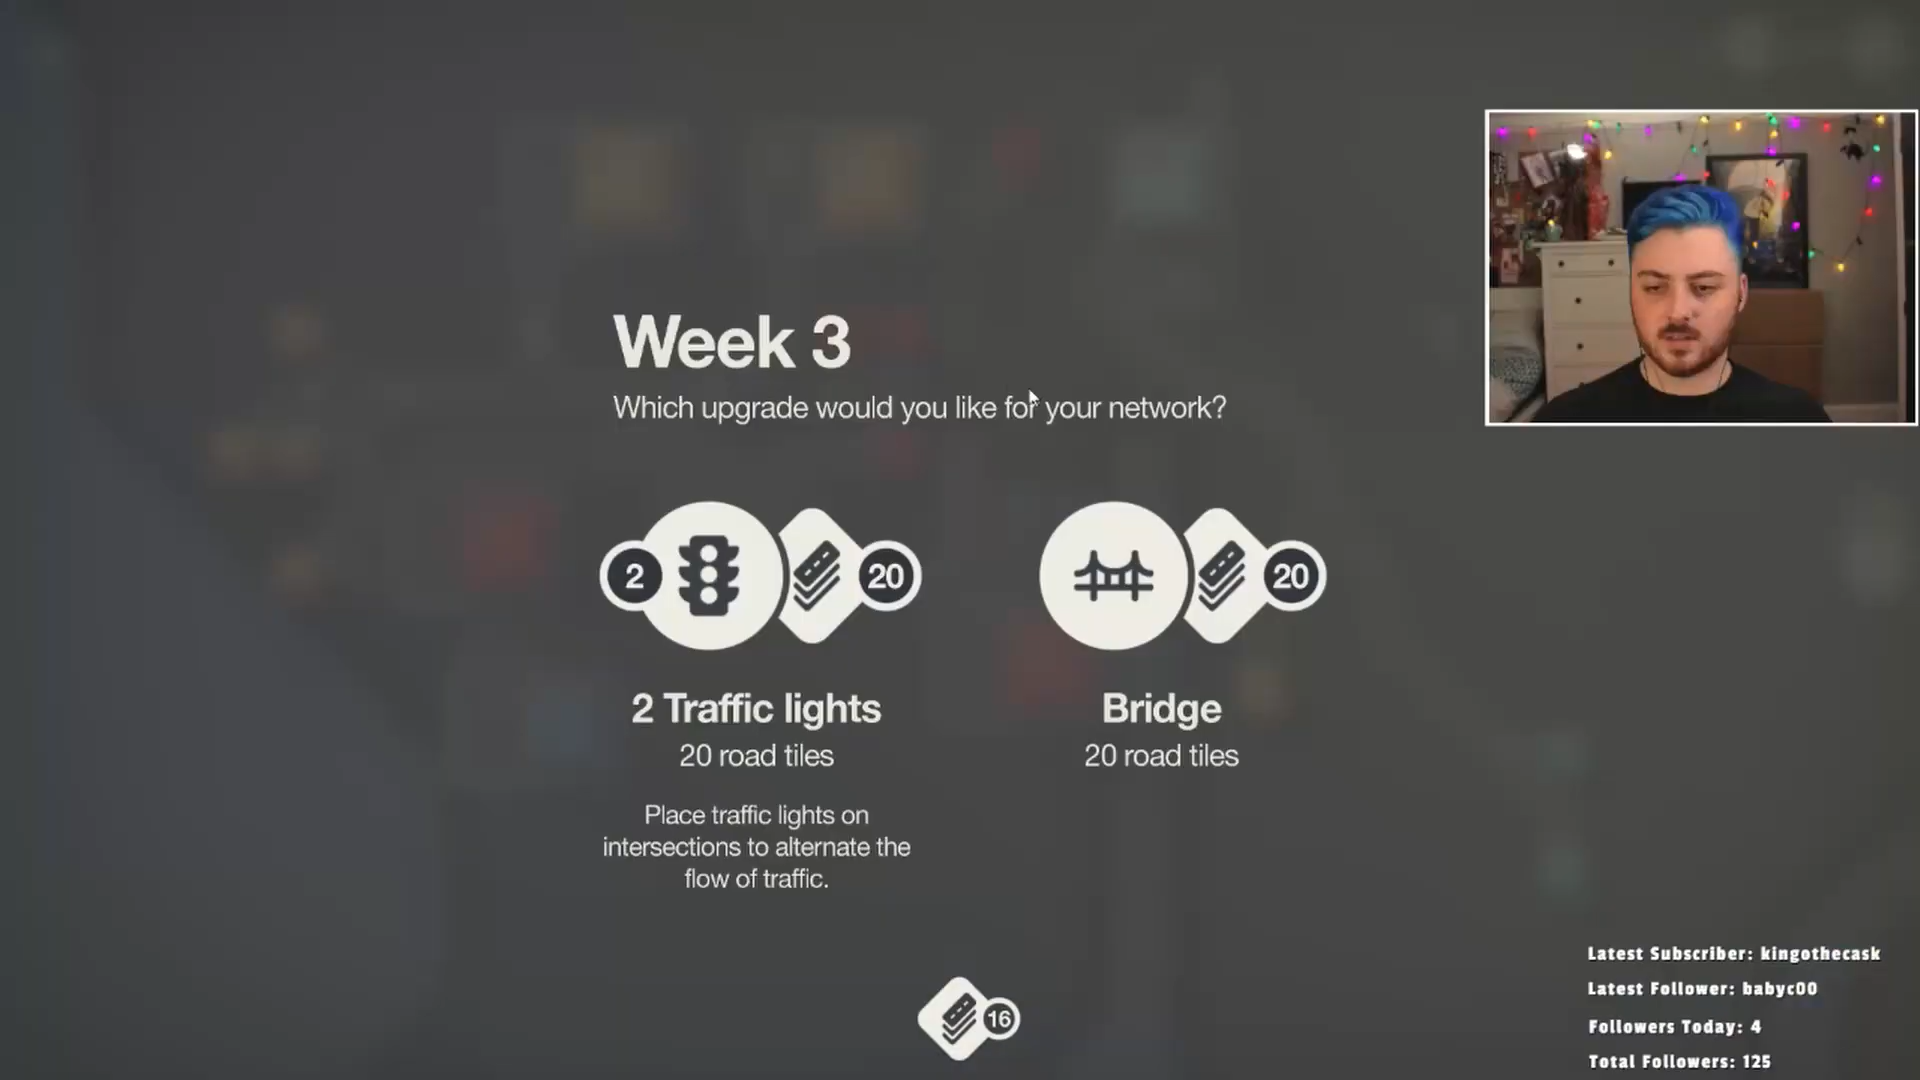 Week 3
Which upgrade would you like for your network?
2
20
20
2 Traffic lights
20 road tiles
Place traffic lights on
intersections to alternate the
flow of traffic.
Bridge
20 road tiles
16
Latest Subscriber: kingothecask
Latest Follower: babyc00
Followers Today: 4
Total Followers: 125